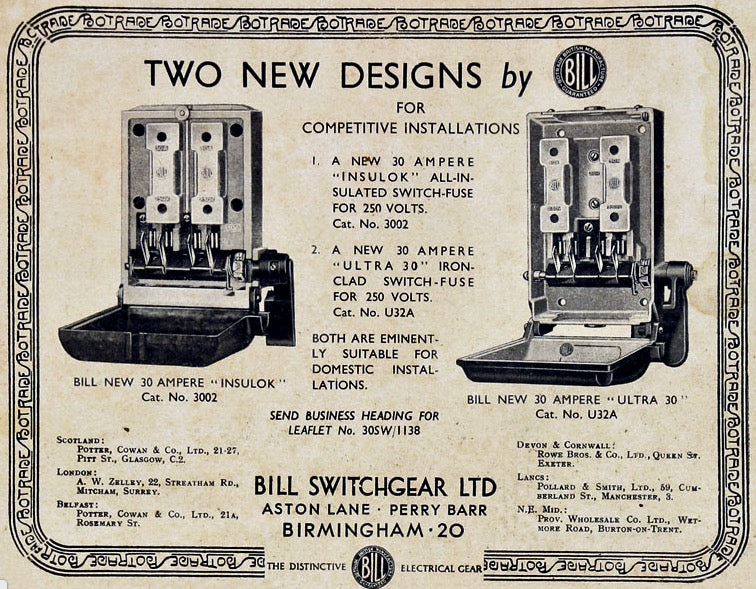 TWO NEW DESIGNS by BILL
FOR
COMPETITIVE INSTALLATIONS
1. A NEW 30 AMPERE
"INSULOK" ALL-IN-
SULATED SWITCH-FUSE
FOR 250 VOLTS.
Cat. No. 3002
2. A NEW 30 AMPERE
"ULTRA 30" IRON-
CLAD SWITCH-FUSE
FOR 250 VOLTS.
Cat. No. U32A
BOTH ARE EMINENT-
LY SUITABLE FOR
DOMESTIC INSTAL-
LATIONS.
BILL NEW 30 AMPERE "INSULOK"
Cat. No. 3002
BILL NEW 30 AMPERE "ULTRA 30"
Cat. No. U32A
SEND BUSINESS HEADING FOR
LEAFLET No. 30SW/1138
SCOTLAND:
POTTER, COWAN & CO., LTD., 21-27,
PITT ST., GLASGOW, C.2.
LONDON:
A. W. ZELLEY, 22, STREATHAM RD.,
MITCHAM, SURREY.
BELFAST:
POTTER, COWAN & CO., LTD., 21A,
ROSEMARY ST.
BILL SWITCHGEAR LTD
ASTON LANE · PERRY BARR
BIRMINGHAM · 20
DEVON & CORNWALL:
ROWE BROS. & CO., LTD., QUEEN ST.
EXETER.
LANCS:
POLLARD & SMITH, LTD., 59, CUM-
BERLAND ST., MANCHESTER, 3.
N.E. MID.:
PROV. WHOLESALE CO. LTD., WET-
MORE ROAD, BURTON-ON-TRENT.
THE DISTINCTIVE BILL ELECTRICAL GEAR